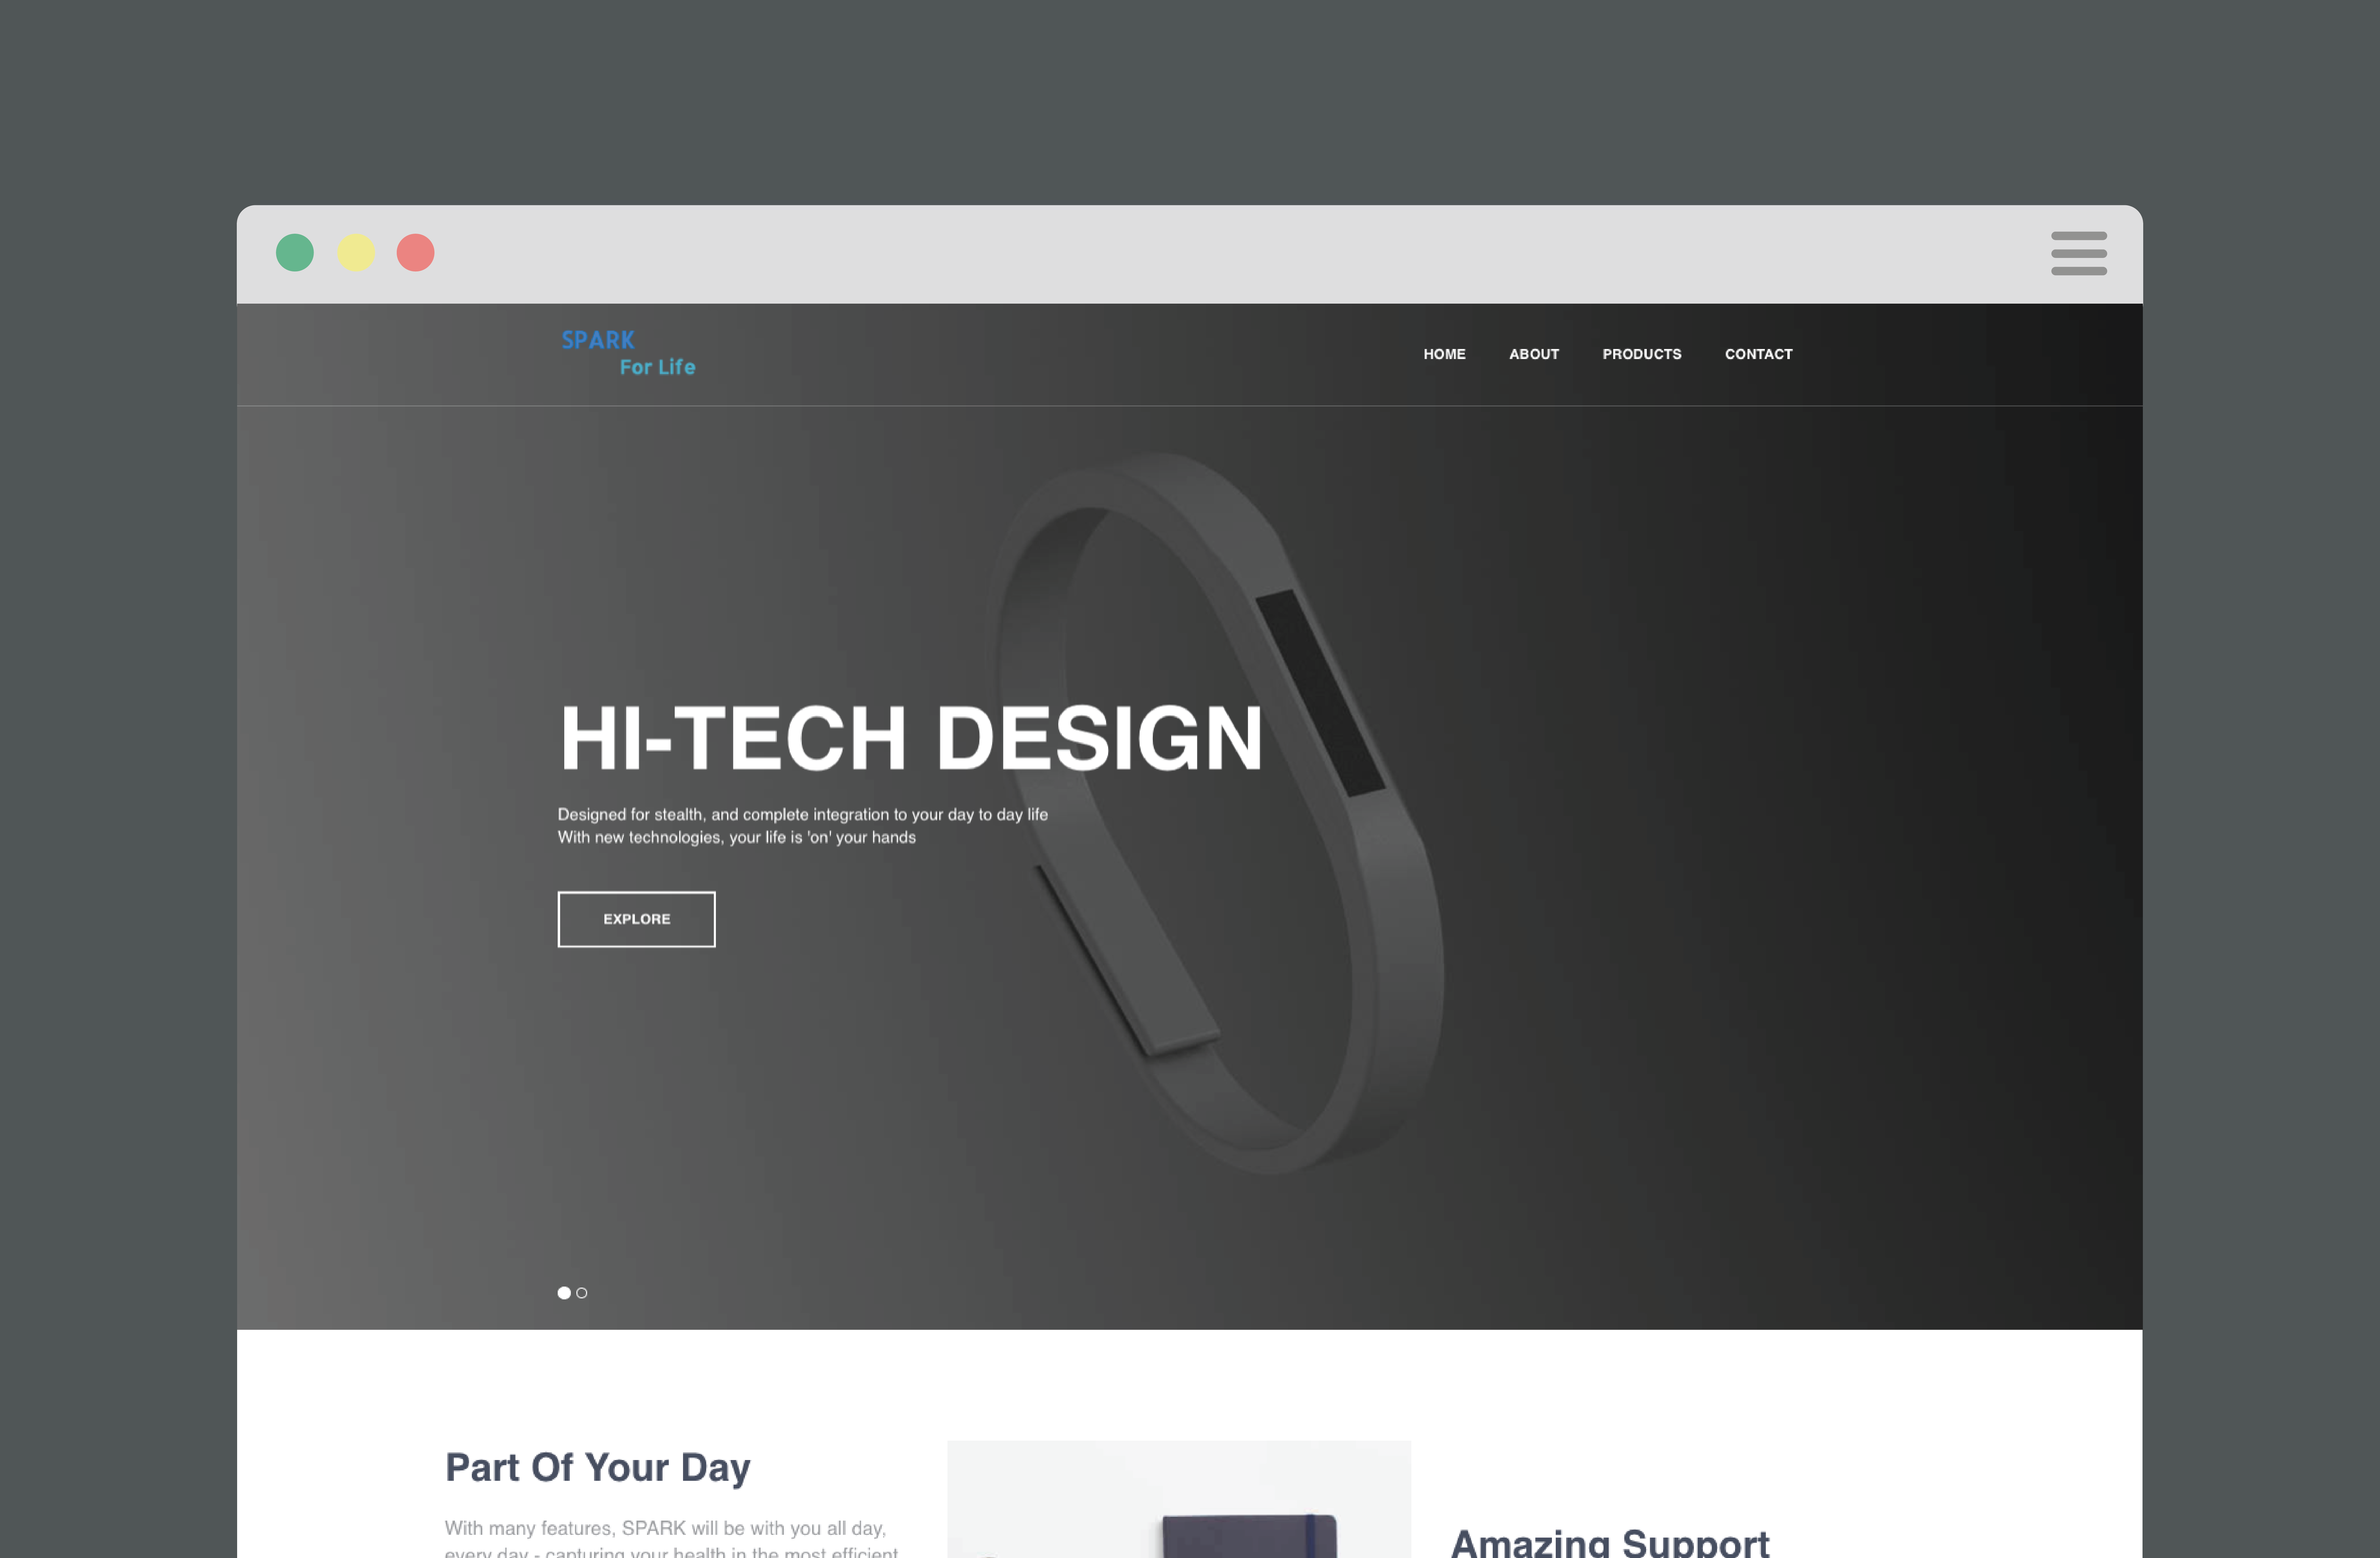 SPARK
For Life
HOME ABOUT PRODUCTS CONTACT
HI-TECH DESIGN
Designed for stealth, and complete integration to your day to day life
With new technologies, your life is 'on' your hands
EXPLORE
Part Of Your Day
With many features, SPARK will be with you all day,
every day - capturing your health in the most efficient
Amazing Support